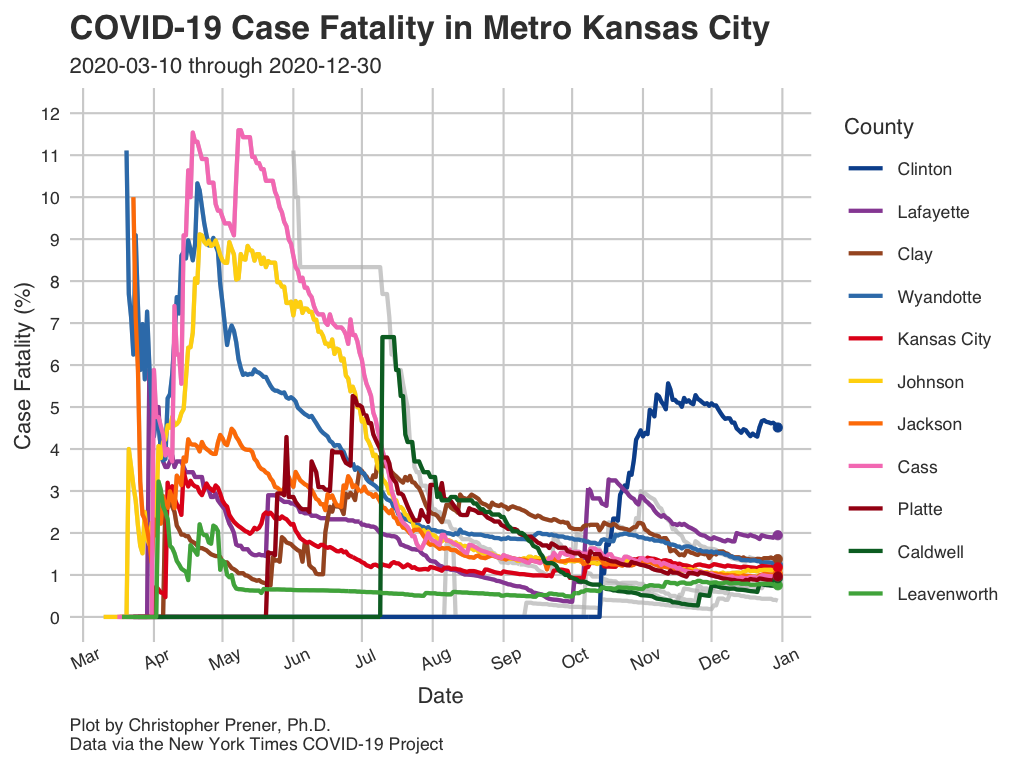 COVID-19 Case Fatality in Metro Kansas City
2020-03-10 through 2020-12-30
Case Fatality (%)
12
11
10
9
8
7
6
5
4
3
2
1
0
Mar Apr May Jun Jul Aug Sep Oct Nov Dec Jan
Date
County
Clinton
Lafayette
Clay
Wyandotte
Kansas City
Johnson
Jackson
Cass
Platte
Caldwell
Leavenworth
Plot by Christopher Prener, Ph.D.
Data via the New York Times COVID-19 Project